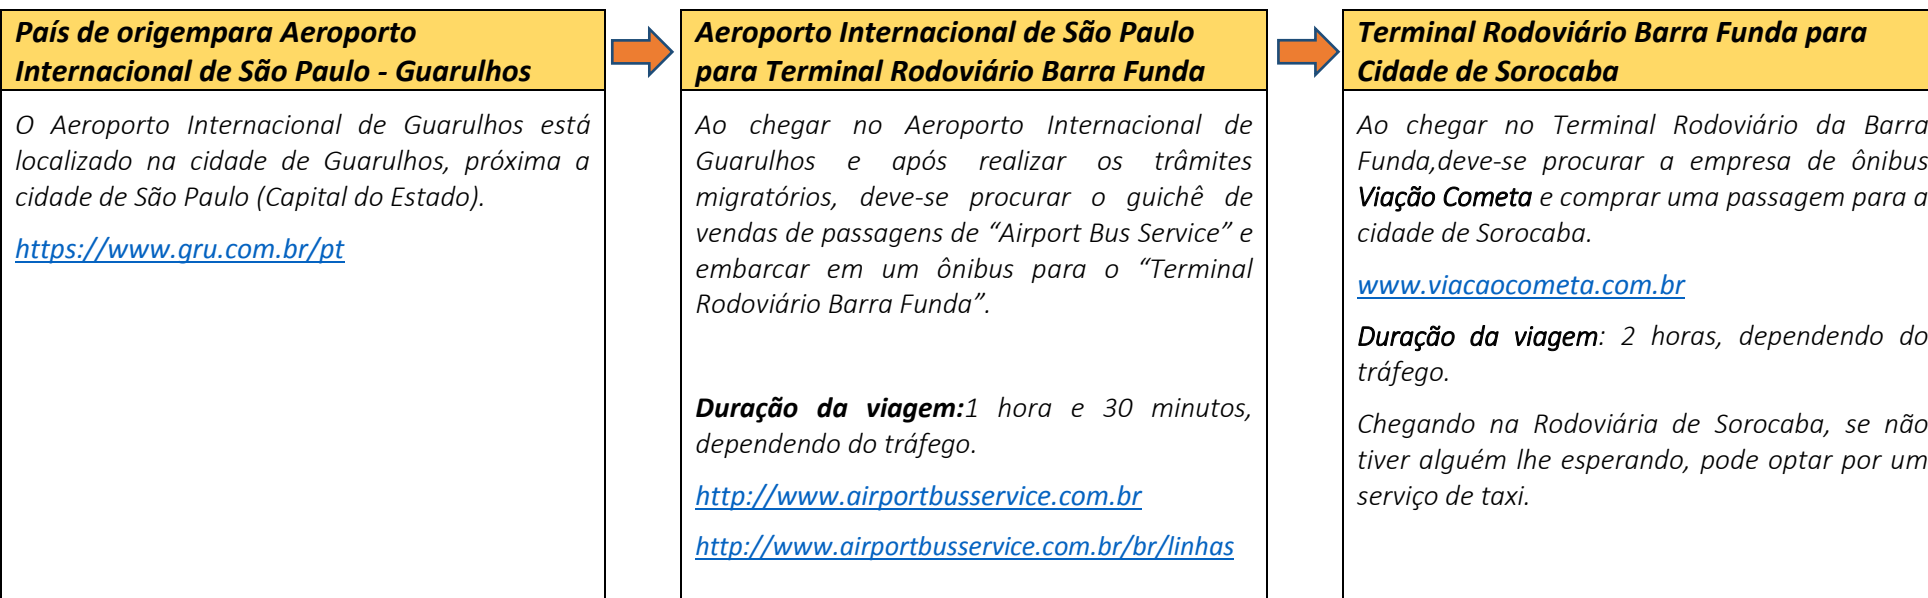 País de origempara Aeroporto
Internacional de São Paulo - Guarulhos
O Aeroporto Internacional de Guarulhos está
localizado na cidade de Guarulhos, próxima a
cidade de São Paulo (Capital do Estado).
https://www.gru.com.br/pt
Aeroporto Internacional de São Paulo
para Terminal Rodoviário Barra Funda
Ao chegar no Aeroporto Internacional de
Guarulhos e após realizar os trâmites
migratórios, deve-se procurar o guichê de
vendas de passagens de “Airport Bus Service” e
embarcar em um ônibus para o “Terminal
Rodoviário Barra Funda”.
Duração da viagem:1 hora e 30 minutos,
dependendo do tráfego.
http://www.airportbusservice.com.br
http://www.airportbusservice.com.br/br/linhas
Terminal Rodoviário Barra Funda para
Cidade de Sorocaba
Ao chegar no Terminal Rodoviário da Barra
Funda,deve-se procurar a empresa de ônibus
Viação Cometa e comprar uma passagem para a
cidade de Sorocaba.
www.viacaocometa.com.br
Duração da viagem: 2 horas, dependendo do
tráfego.
Chegando na Rodoviária de Sorocaba, se não
tiver alguém lhe esperando, pode optar por um
serviço de taxi.